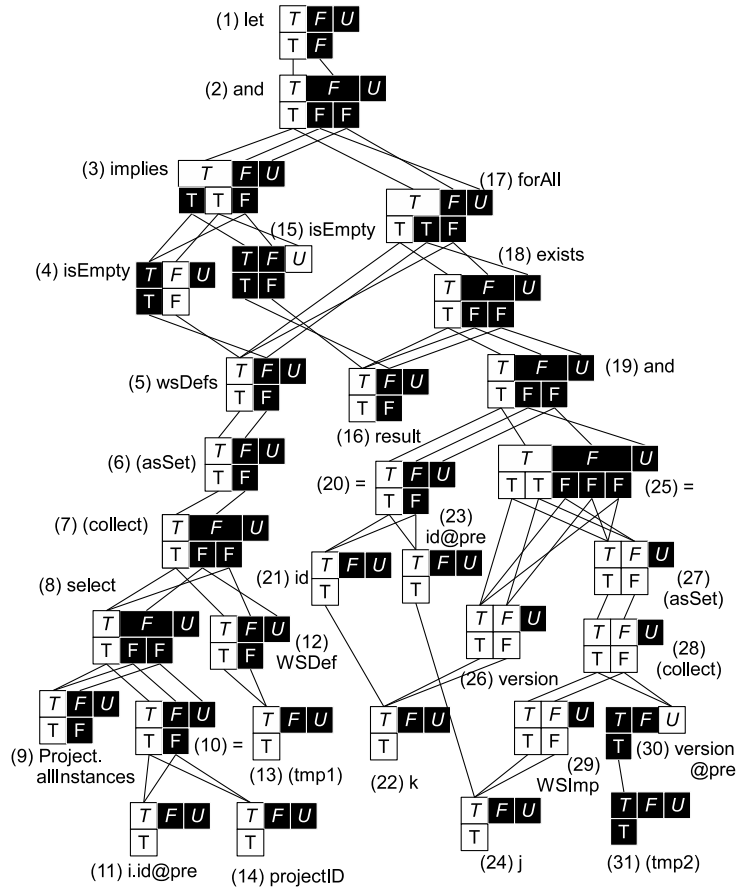 (1) let
T F U
T F
(2) and
T F U
T F F
(3) implies
T F U
T T F
(17) forAll
T F U
T T F
(15) isEmpty
T F U
T F
(4) isEmpty
T F U
T F
(18) exists
T F U
T F F
(5) wsDefs
T F U
T F
(16) result
T F U
T F
(19) and
T F U
T F F
(6) (asSet)
T F U
T F
(20) =
T F U
T F
(25) =
T F U
T T F F F
(7) (collect)
T F U
T F F
(23)
id@pre
T F U
T
(21) id
T F U
T
(27)
(asSet)
T F U
T F
(8) select
T F U
T F F
(12)
WSDef
T F U
T F
(26) version
T F U
T F
(28)
(collect)
T F U
T F
(9) Project.
allInstances
T F U
T F
(10) =
T F U
T F
(13) (tmp1)
T F U
T
(22) k
T F U
T
(29)
WSImp
T F U
T F
(30) version
@pre
T F U
T
(11) i.id@pre
T F U
T
(14) projectID
T F U
T
(24) j
T F U
T
(31) (tmp2)
T F U
T